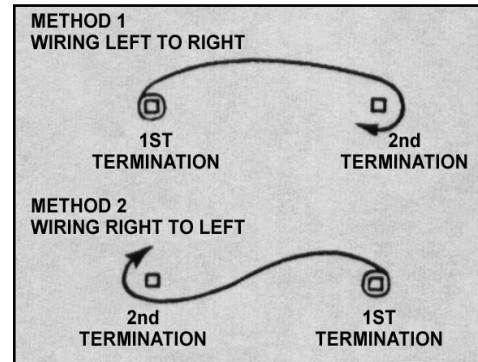 METHOD 1
WIRING LEFT TO RIGHT
1ST
TERMINATION
2nd
TERMINATION
METHOD 2
WIRING RIGHT TO LEFT
2nd
TERMINATION
1ST
TERMINATION